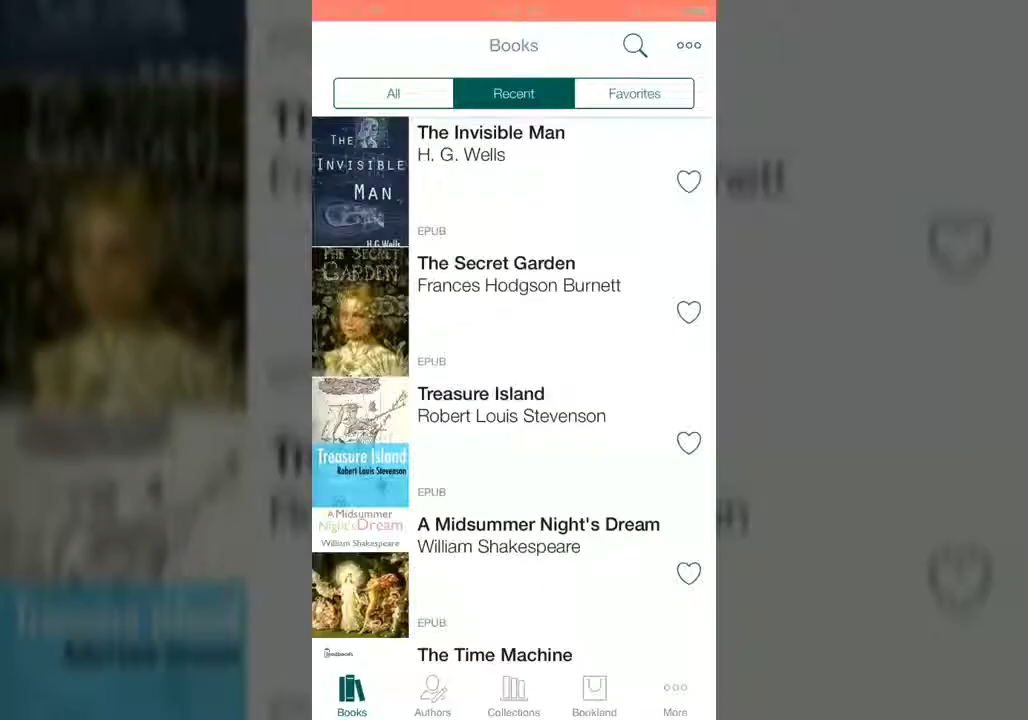 Books
All
Recent
Favorites
THE
INVISIBLE
MAN
H.G.Wells
The Invisible Man
H. G. Wells
EPUB
THE SECRET
GARDEN
The Secret Garden
Frances Hodgson Burnett
EPUB
Treasure Island
Robert Louis Stevenson
Treasure Island
Robert Louis Stevenson
EPUB
A Midsummer
Night'sDream
William Shakespeare
A Midsummer Night's Dream
William Shakespeare
EPUB
The Time Machine
Books
Authors
Collections
Bookland
More